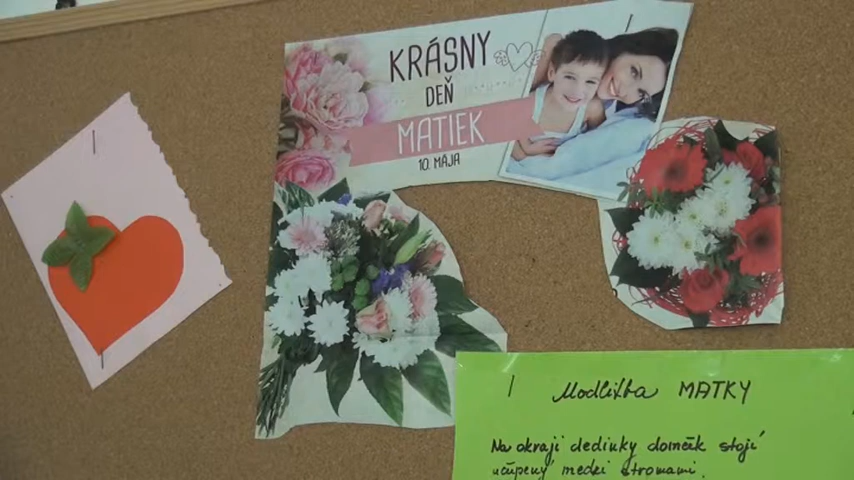 KRÁSNY
DEŇ
MATIEK
10. MÁJA
Modlitba MATKY
Na okraji dedinky domček stojí
učupený medzi stromami.